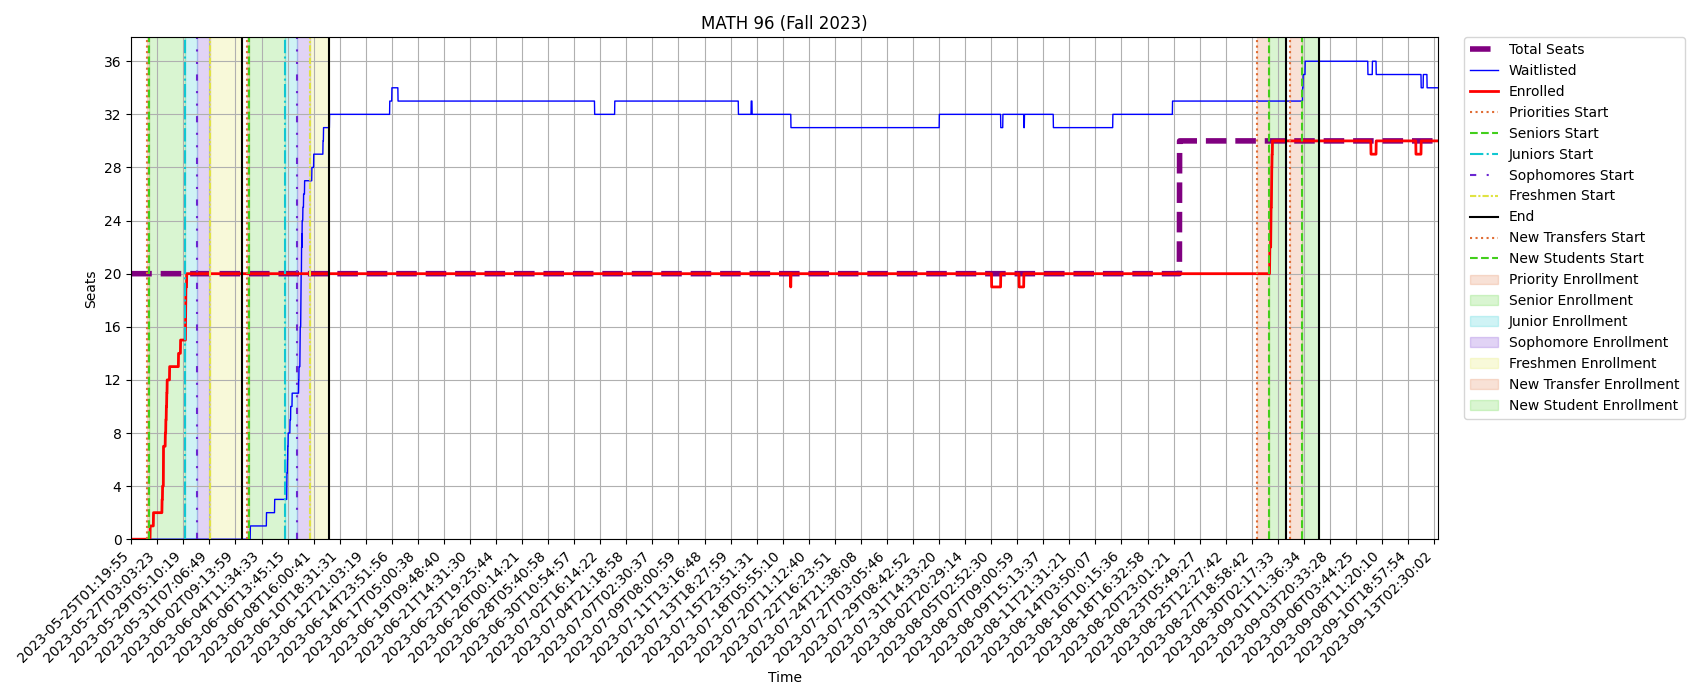 MATH 96 (Fall 2023)
Seats
36
32
28
24
20
16
12
8
4
0
2023-05-25T01:19:55
2023-05-27T03:03:23
2023-05-29T05:10:19
2023-05-31T07:06:49
2023-06-02T09:13:59
2023-06-04T11:34:33
2023-06-06T13:45:15
2023-06-08T16:00:41
2023-06-10T18:31:31
2023-06-12T21:03:19
2023-06-14T23:51:56
2023-06-17T05:00:38
2023-06-19T09:48:40
2023-06-21T14:31:30
2023-06-23T19:25:44
2023-06-26T00:14:21
2023-06-28T05:40:58
2023-06-30T10:54:57
2023-07-02T16:14:22
2023-07-04T21:18:58
2023-07-07T02:30:37
2023-07-09T08:00:59
2023-07-11T13:16:48
2023-07-13T18:27:59
2023-07-15T23:51:31
2023-07-18T05:55:10
2023-07-20T11:12:40
2023-07-22T16:23:51
2023-07-24T21:38:08
2023-07-27T03:05:46
2023-07-29T08:42:52
2023-07-31T14:33:20
2023-08-02T20:29:14
2023-08-05T02:52:30
2023-08-07T09:00:59
2023-08-09T15:13:37
2023-08-11T21:31:21
2023-08-14T03:50:07
2023-08-16T10:15:36
2023-08-18T16:32:58
2023-08-20T23:01:21
2023-08-23T05:49:27
2023-08-25T12:27:42
2023-08-27T18:58:42
2023-08-30T02:17:33
2023-09-01T11:36:34
2023-09-03T20:33:28
2023-09-06T03:44:25
2023-09-08T11:20:10
2023-09-10T18:57:54
2023-09-13T02:30:02
Time
Total Seats
Waitlisted
Enrolled
Priorities Start
Seniors Start
Juniors Start
Sophomores Start
Freshmen Start
End
New Transfers Start
New Students Start
Priority Enrollment
Senior Enrollment
Junior Enrollment
Sophomore Enrollment
Freshmen Enrollment
New Transfer Enrollment
New Student Enrollment